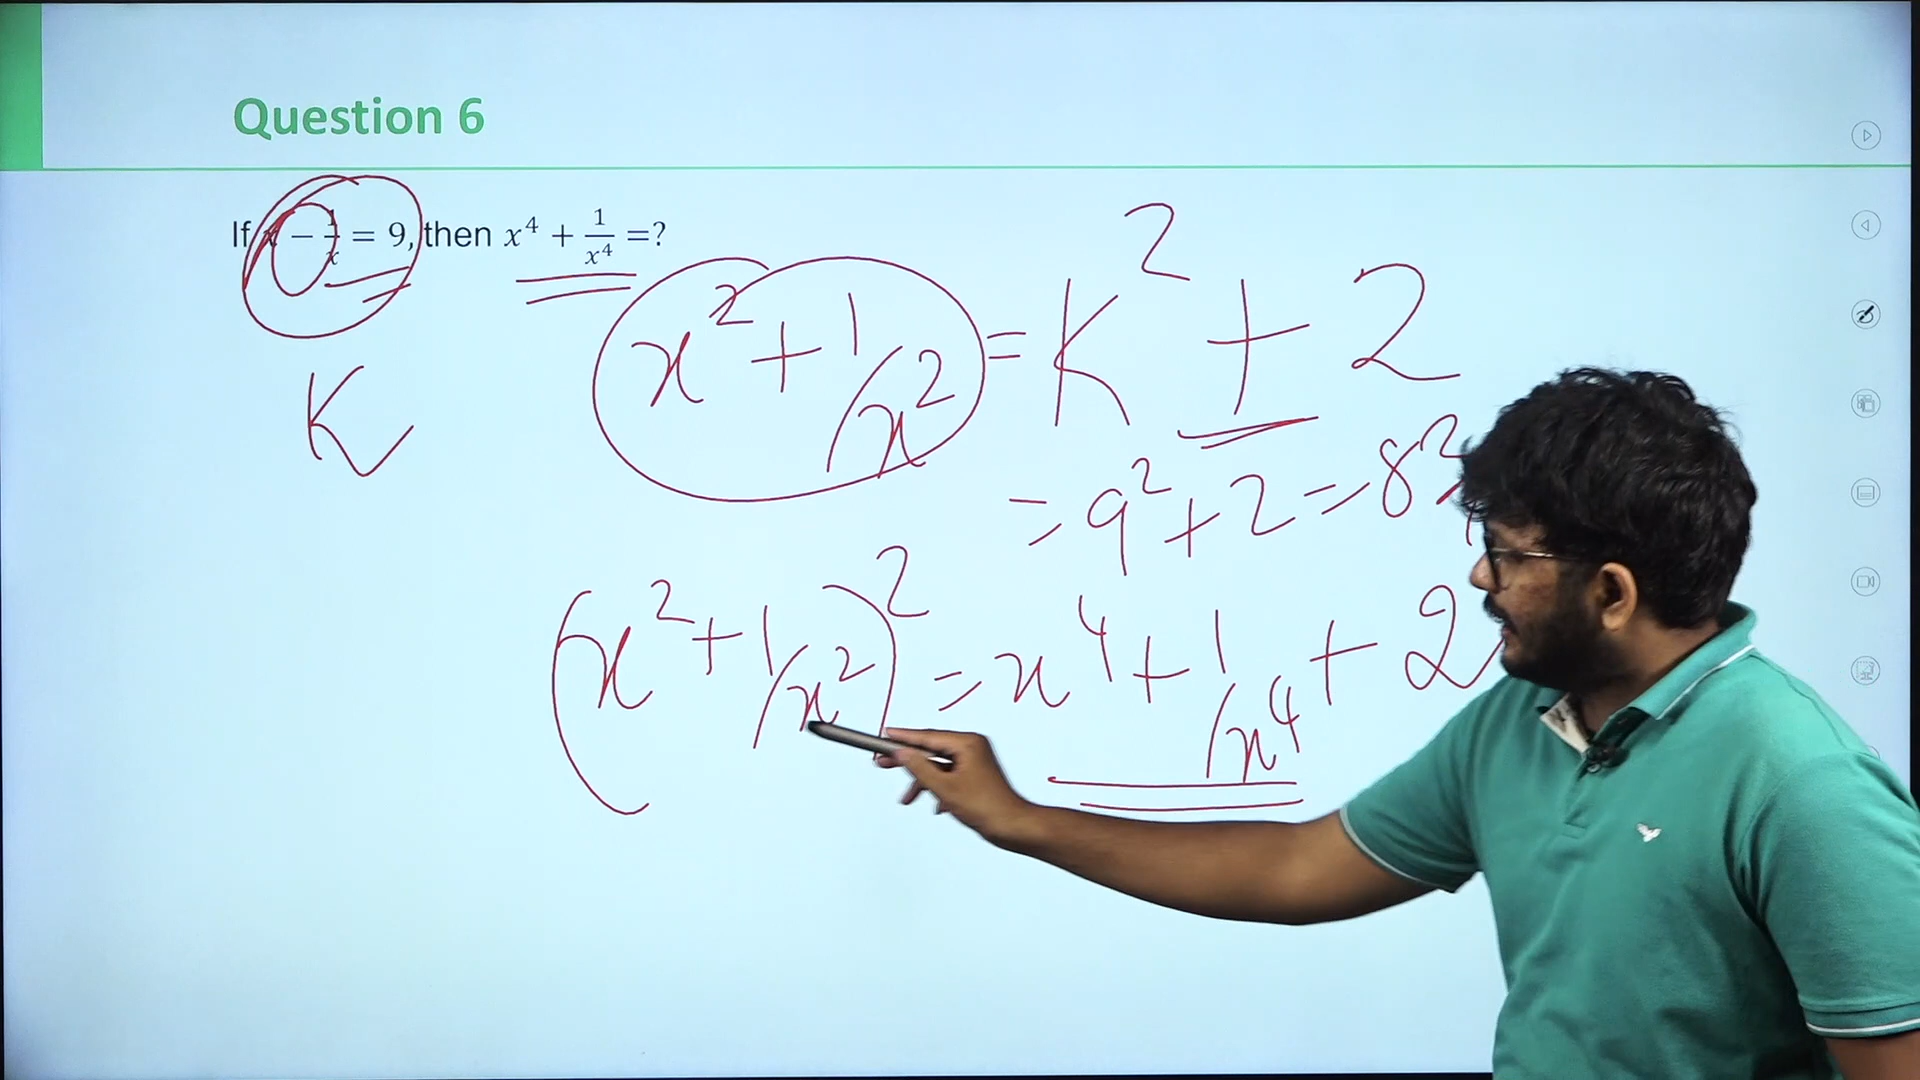 Question 6
If x − 1/x = 9, then x⁴ + 1/x⁴ =?
x² + 1/x² = K² + 2
K
= 9² + 2 = 83
(x² + 1/x²)² = x⁴ + 1/x⁴ + 2